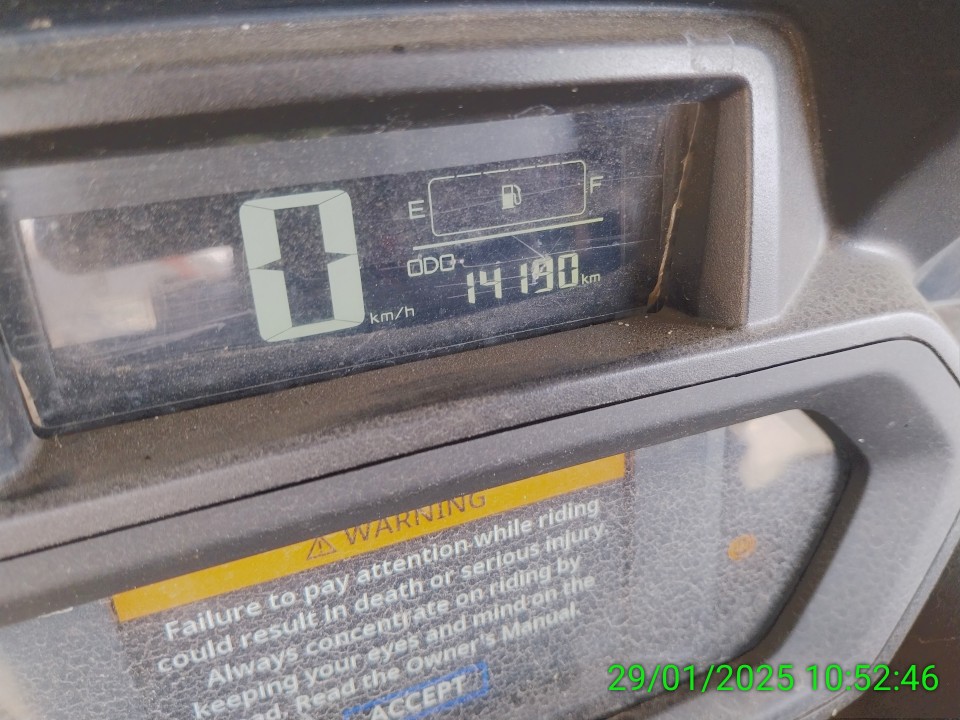 E F
0 km/h
ODO 14190 km
⚠ WARNING
Failure to pay attention while riding
could result in death or serious injury.
Always concentrate on riding by
keeping your eyes and mind on the
Read the Owner's Manual.
ACCEPT
29/01/2025 10:52:46